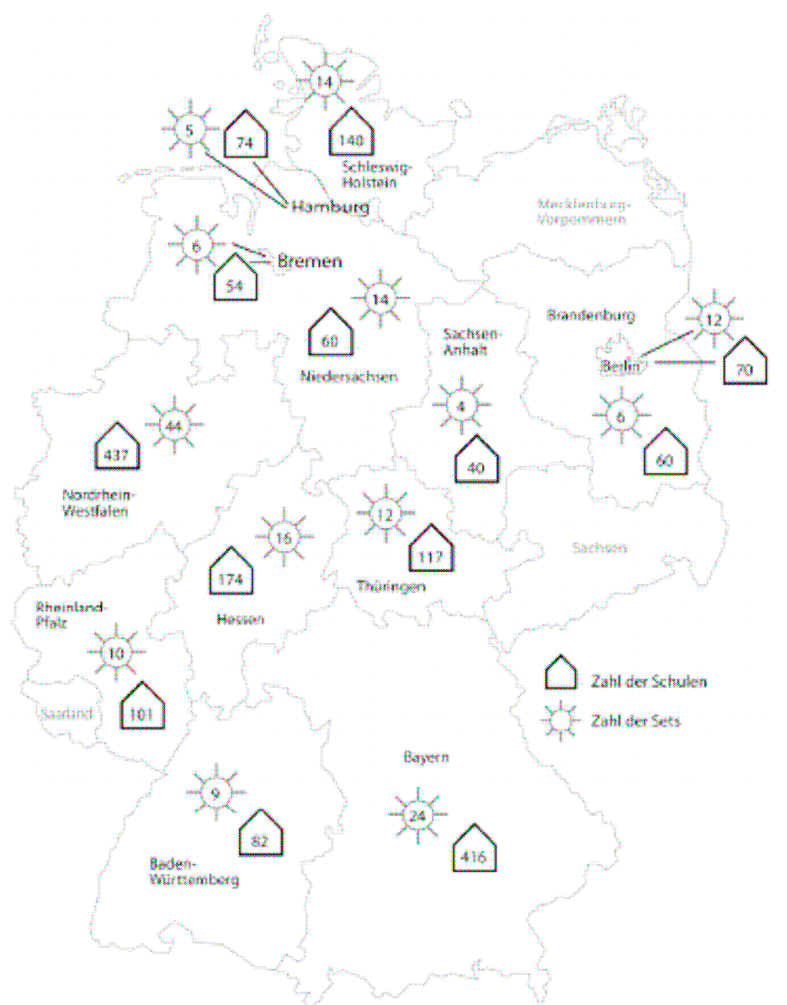 14
5
74
140
Schleswig-
Holstein
Hamburg
Mecklenburg-
Vorpommern
6
Bremen
54
14
60
Niedersachsen
Sachsen-
Anhalt
Brandenburg
12
Berlin
70
4
40
6
60
44
437
Nordrhein-
Westfalen
16
174
Hessen
12
117
Thüringen
Sachsen
Rheinland-
Pfalz
10
Saarland
101
Zahl der Schulen
Zahl der Sets
Bayern
9
82
24
416
Baden-
Württemberg